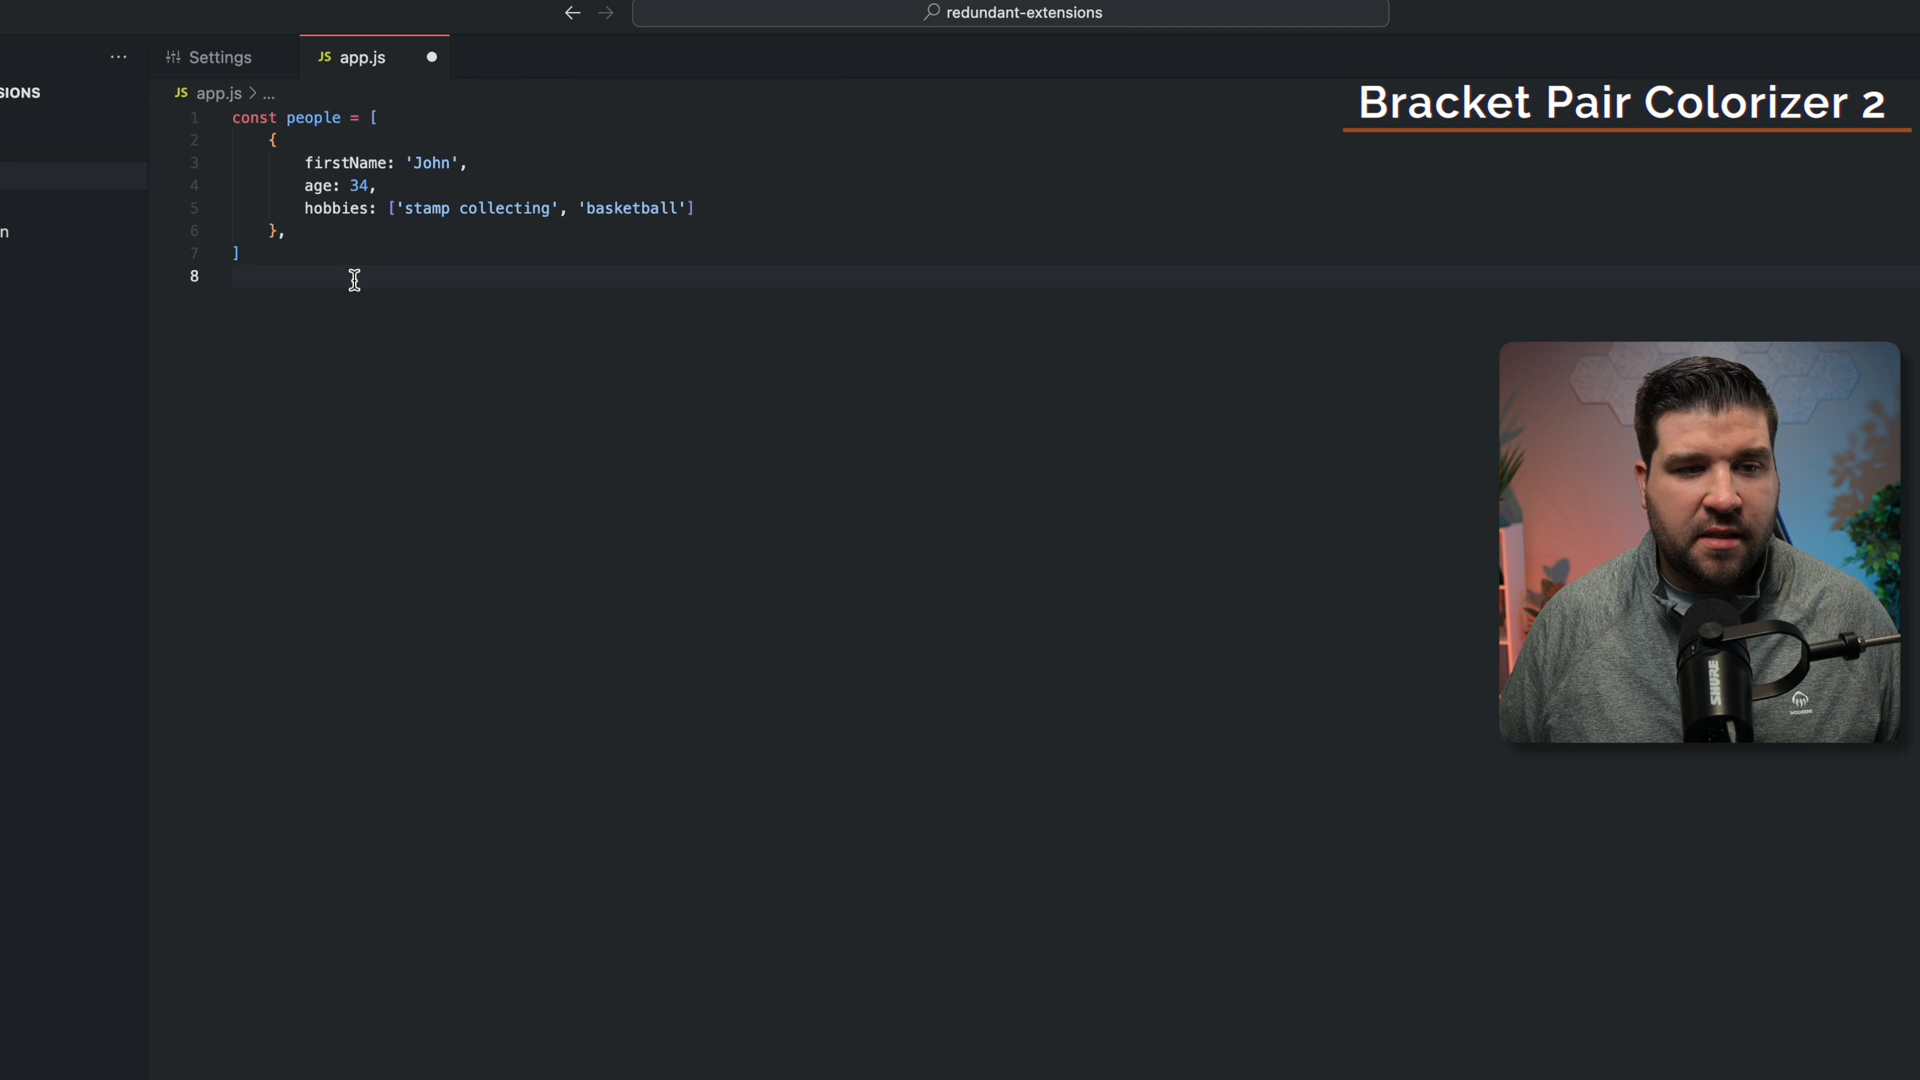 redundant-extensions
... Settings JS app.js
SIONS
JS app.js > ...
Bracket Pair Colorizer 2
1 const people = [
2 {
3 firstName: 'John',
4 age: 34,
5 hobbies: ['stamp collecting', 'basketball']
6 },
n
7 ]
8
SHURE